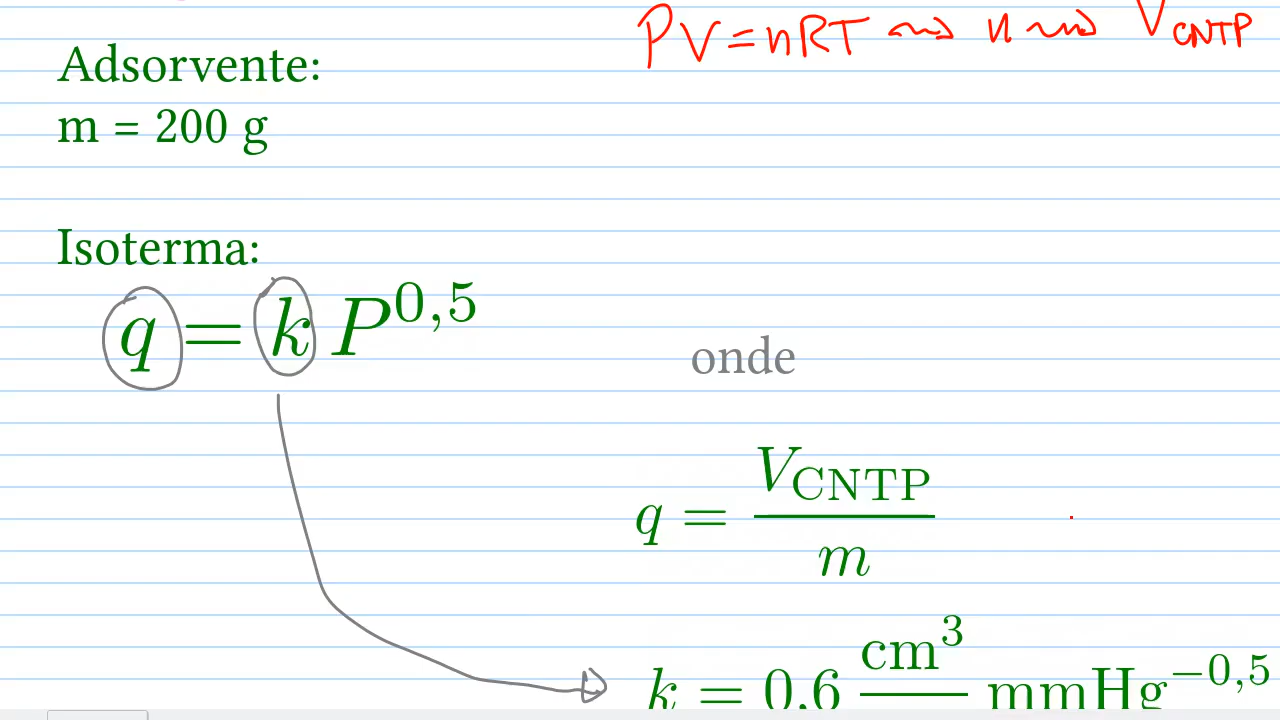 PV = nRT ⇝ n ⇝ V_CNTP
Adsorvente:
m = 200 g
Isoterma:
q = k P^{0,5}
onde
q = V_CNTP / m
k = 0,6 cm³ / mmHg^{-0,5}